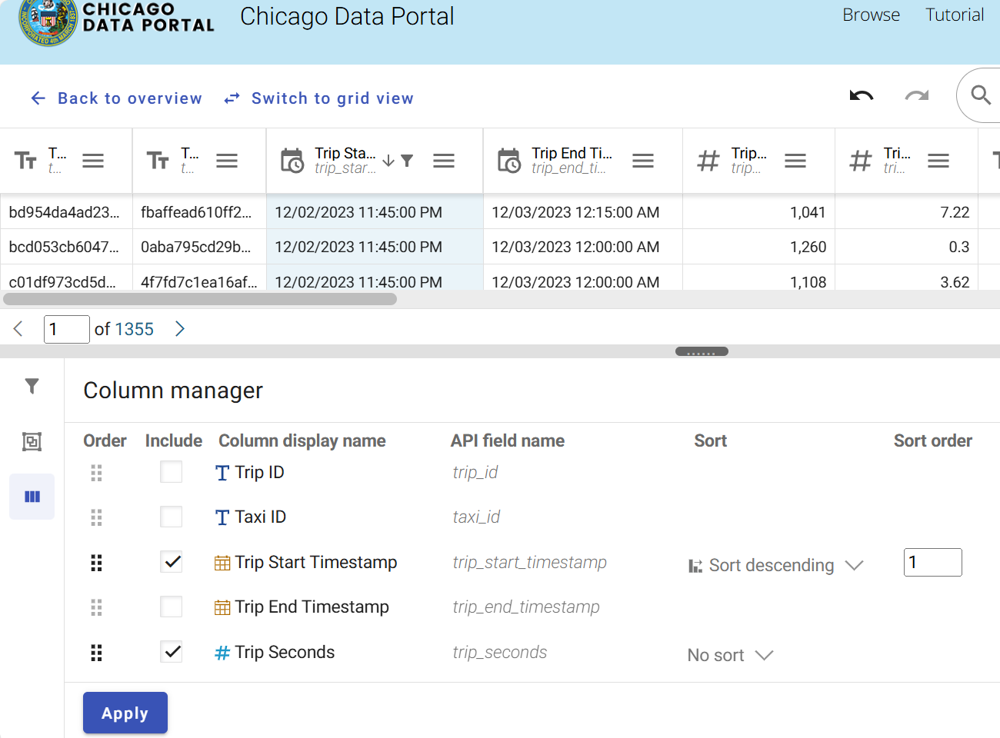 CHICAGO
DATA PORTAL
Chicago Data Portal
Browse
Tutorial
Back to overview
Switch to grid view
T...
t...
T...
t...
Trip Sta...
trip_star...
Trip End Ti...
trip_end_ti...
Trip...
trip...
Tri...
tri...
bd954da4ad23... fbaffead610ff2... 12/02/2023 11:45:00 PM 12/03/2023 12:15:00 AM 1,041 7.22
bcd053cb6047... 0aba795cd29b... 12/02/2023 11:45:00 PM 12/03/2023 12:00:00 AM 1,260 0.3
c01df973cd5d... 4f7fd7c1ea16af... 12/02/2023 11:45:00 PM 12/03/2023 12:00:00 AM 1,108 3.62
1 of 1355
Column manager
Order Include Column display name API field name Sort Sort order
Trip ID trip_id
Taxi ID taxi_id
Trip Start Timestamp trip_start_timestamp Sort descending 1
Trip End Timestamp trip_end_timestamp
Trip Seconds trip_seconds No sort
Apply